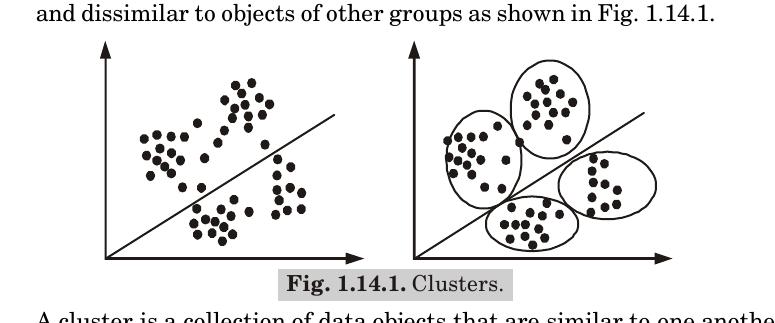 and dissimilar to objects of other groups as shown in Fig. 1.14.1.
Fig. 1.14.1. Clusters.
A cluster is a collection of data objects that are similar to one anothe